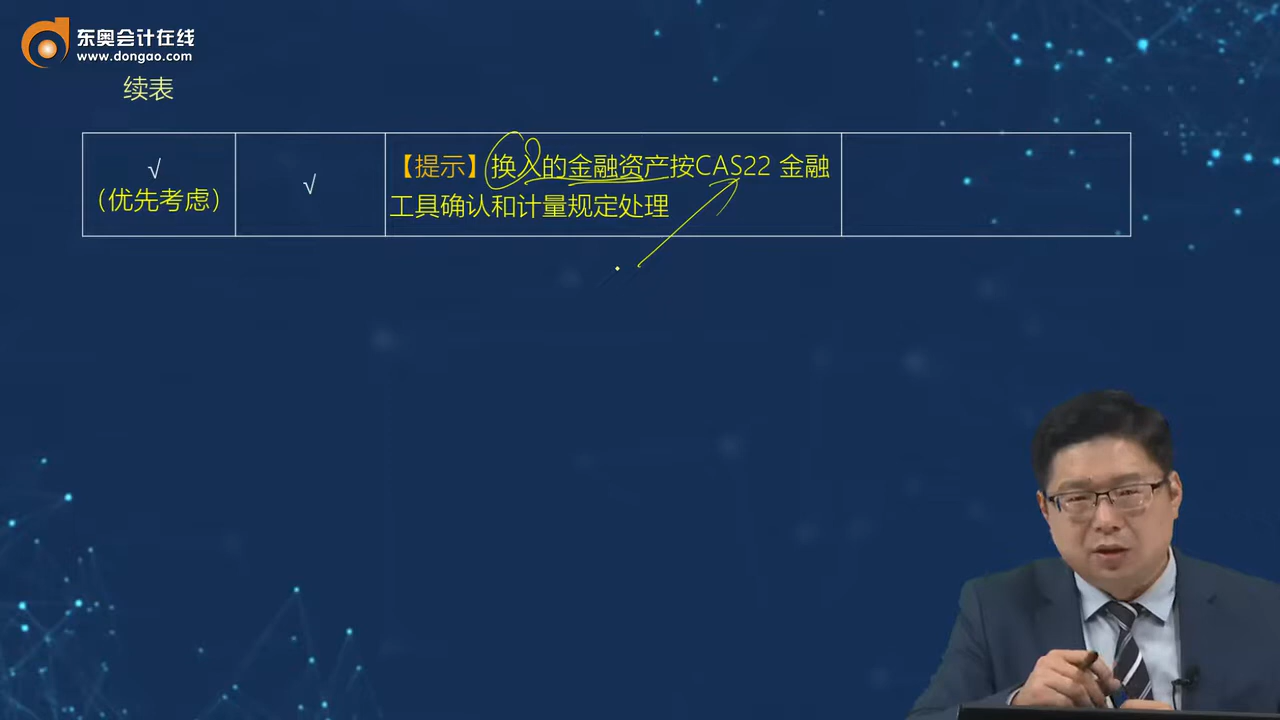 东奥会计在线
www.dongao.com
续表
√
(优先考虑)
√
【提示】换入的金融资产按CAS22 金融
工具确认和计量规定处理